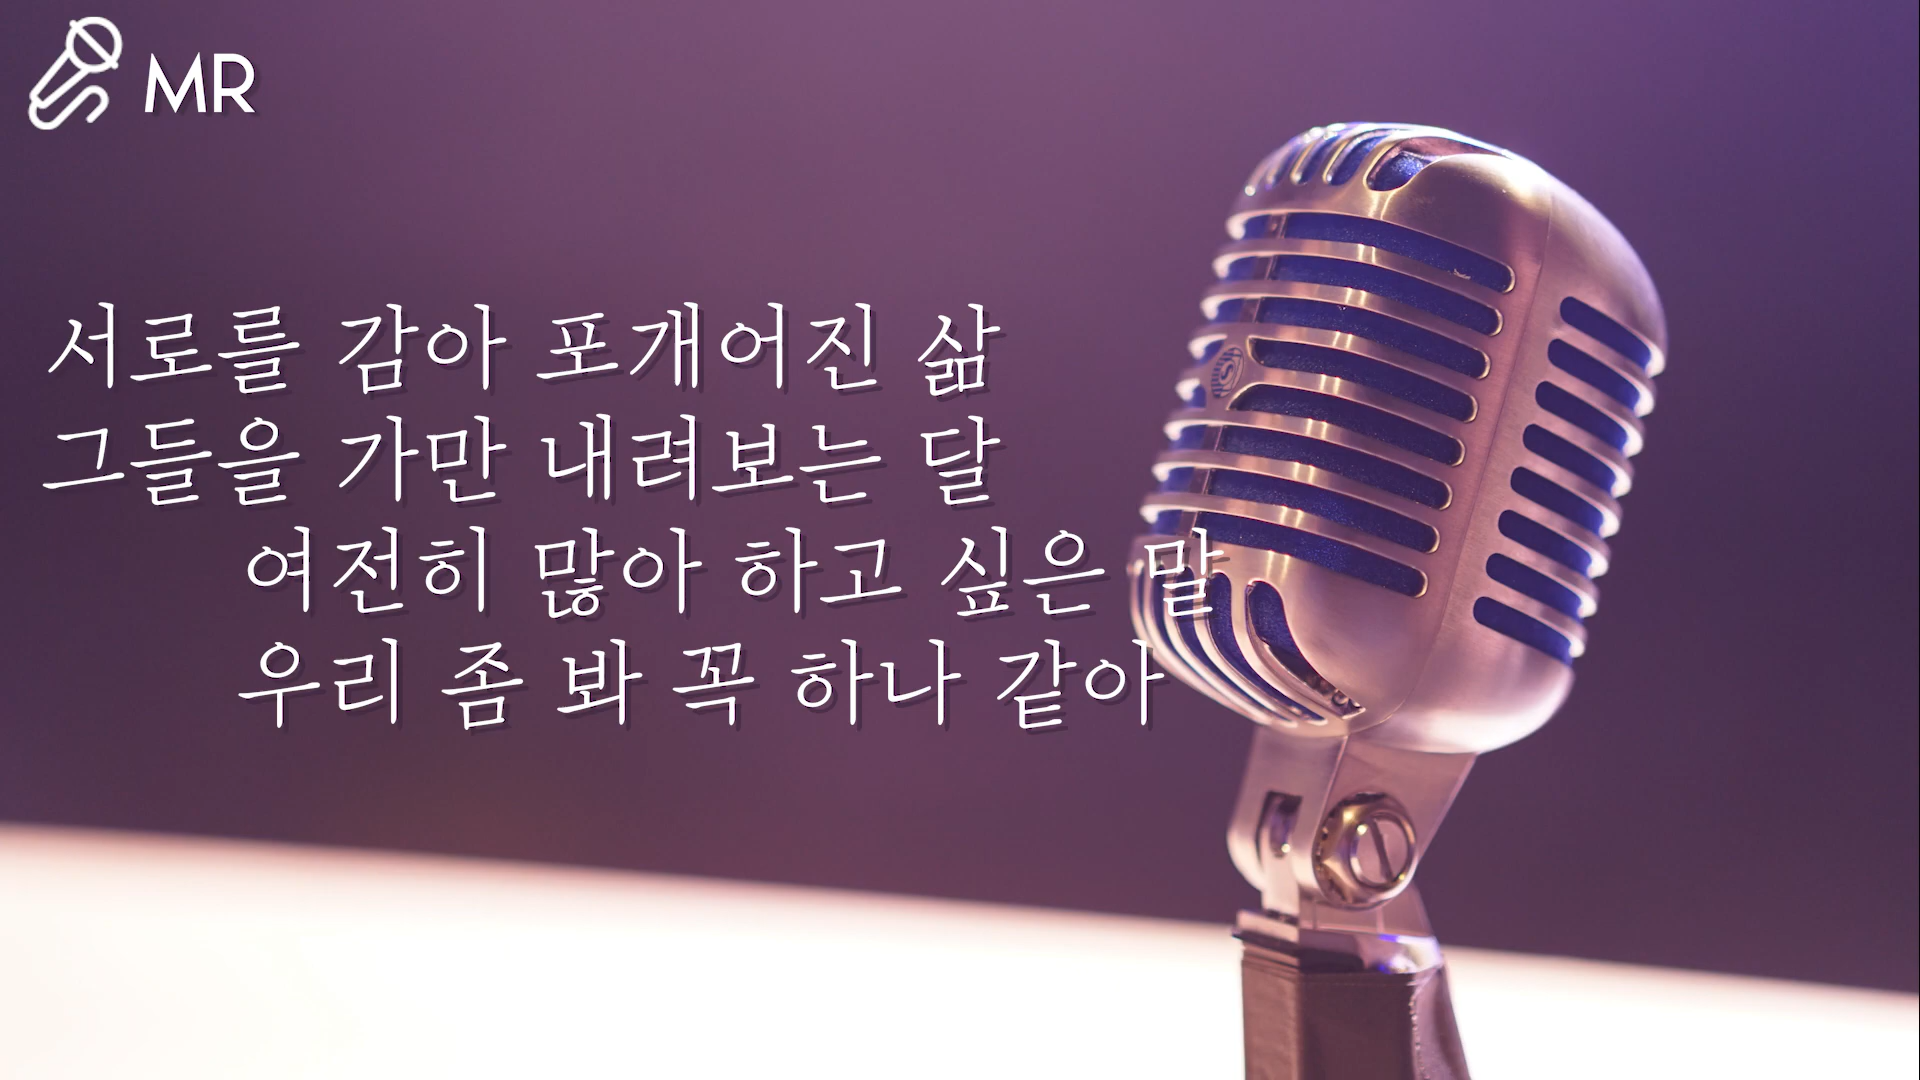 MR
서로를 감아 포개어진 삶
그들을 가만 내려보는 달
여전히 많아 하고 싶은 말
우리 좀 봐 꼭 하나 같아